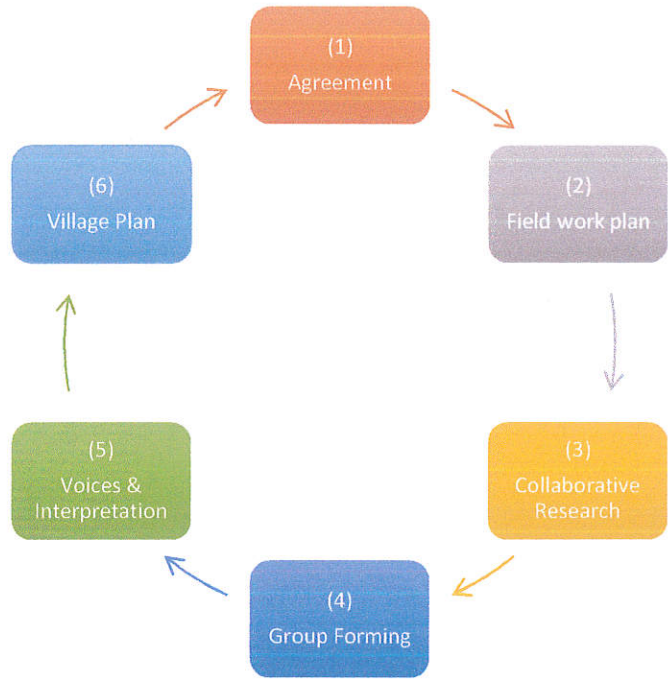 (1)
Agreement
(2)
Field work plan
(3)
Collaborative
Research
(4)
Group Forming
(5)
Voices &
Interpretation
(6)
Village Plan